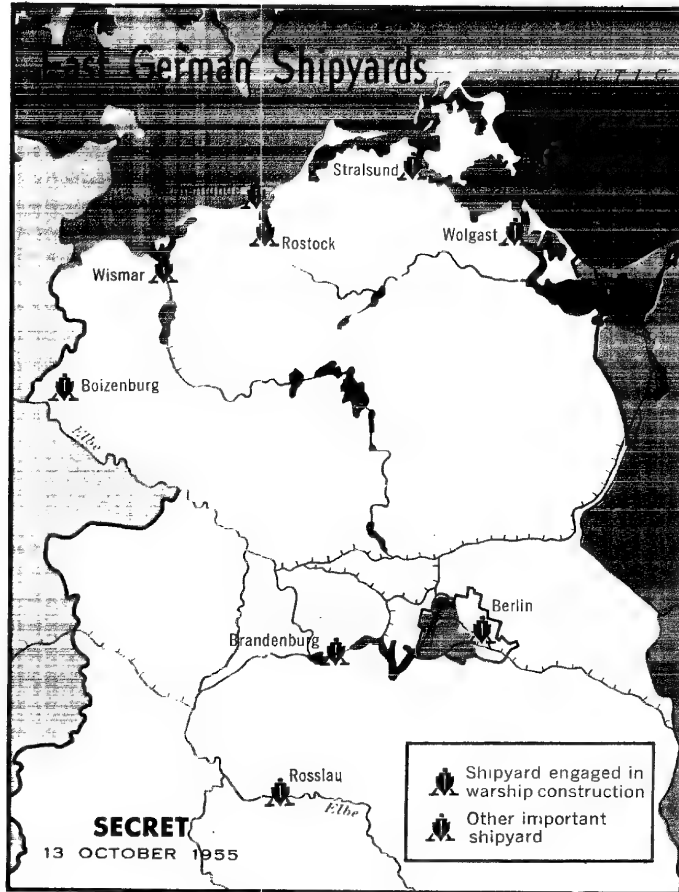 East German Shipyards
BALTIC
Stralsund
Rostock
Wolgast
Wismar
Boizenburg
Elbe
Berlin
Brandenburg
Rosslau
Elbe
Shipyard engaged in
warship construction
Other important
shipyard
SECRET
13 OCTOBER 1955